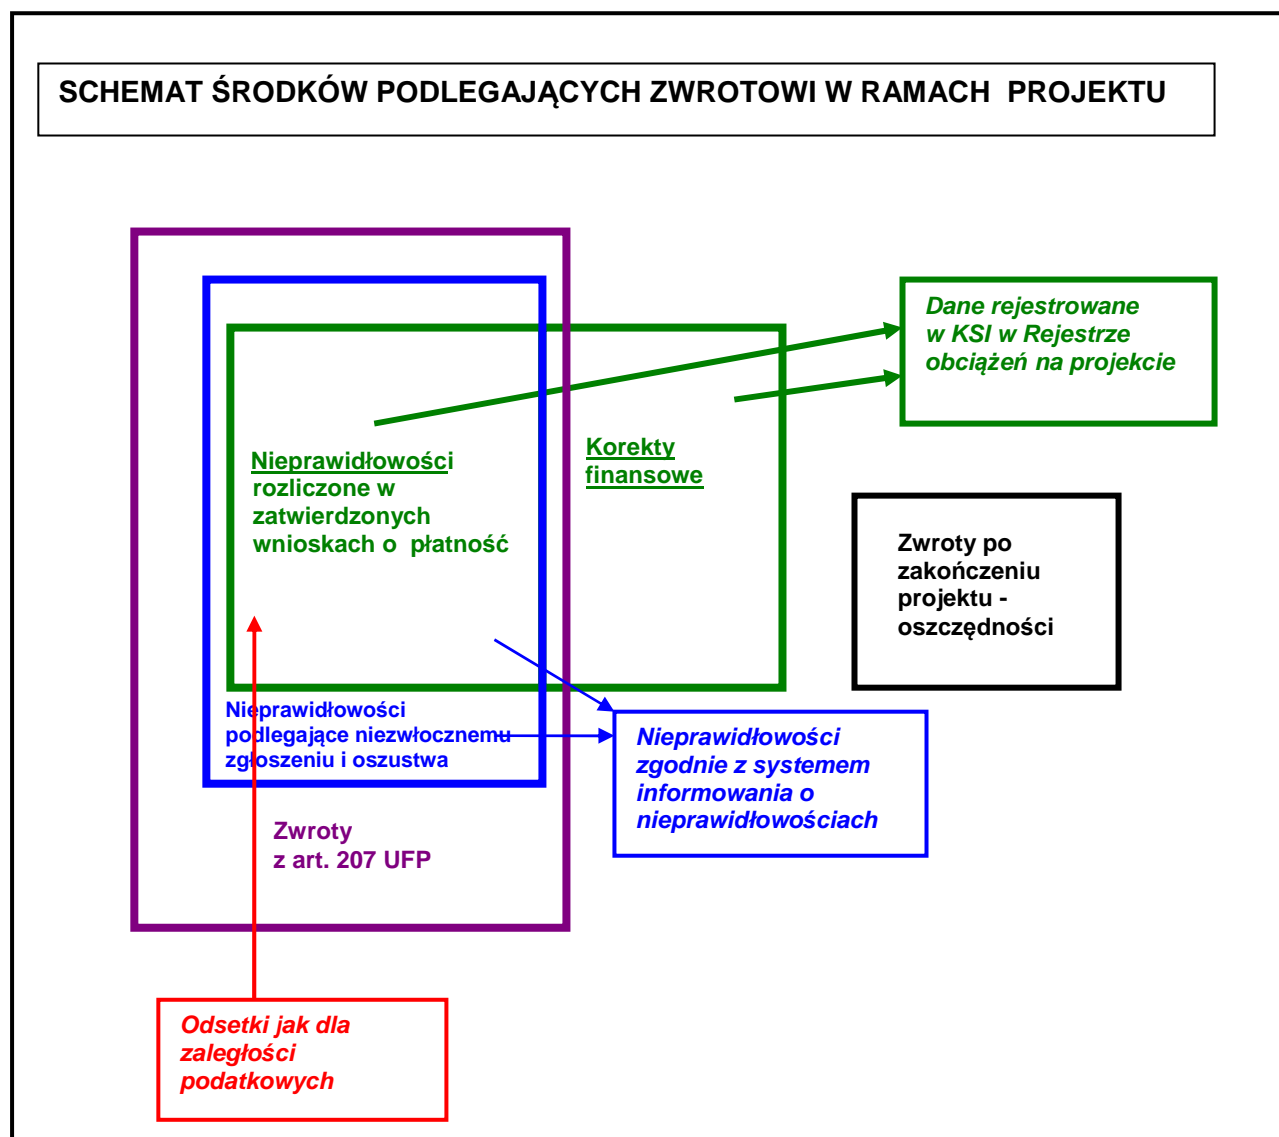 SCHEMAT ŚRODKÓW PODLEGAJĄCYCH ZWROTOWI W RAMACH PROJEKTU
Dane rejestrowane
w KSI w Rejestrze
obciążeń na projekcie
Nieprawidłowości
rozliczone w
zatwierdzonych
wnioskach o płatność
Korekty
finansowe
Zwroty po
zakończeniu
projektu -
oszczędności
Nieprawidłowości
podlegające niezwłocznemu
zgłoszeniu i oszustwa
Nieprawidłowości
zgodnie z systemem
informowania o
nieprawidłowościach
Zwroty
z art. 207 UFP
Odsetki jak dla
zaległości
podatkowych